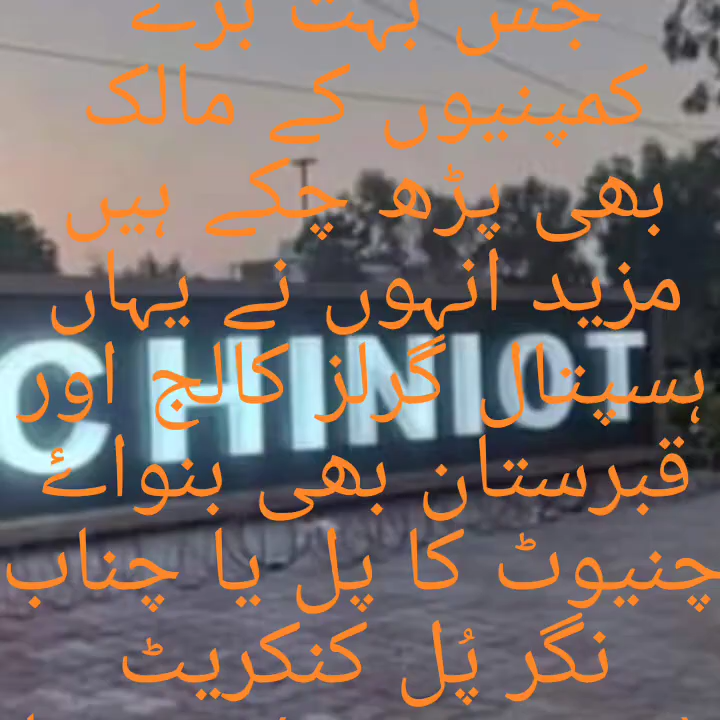 جس بہت بڑے
کمپنیوں کے مالک
بھی پڑھ چکے ہیں
مزید انہوں نے یہاں
ہسپتال گرلز کالج اور
CHINIOT
قبرستان بھی بنوائے
چنیوٹ کا پل یا چناب
نگر پُل کنکریٹ